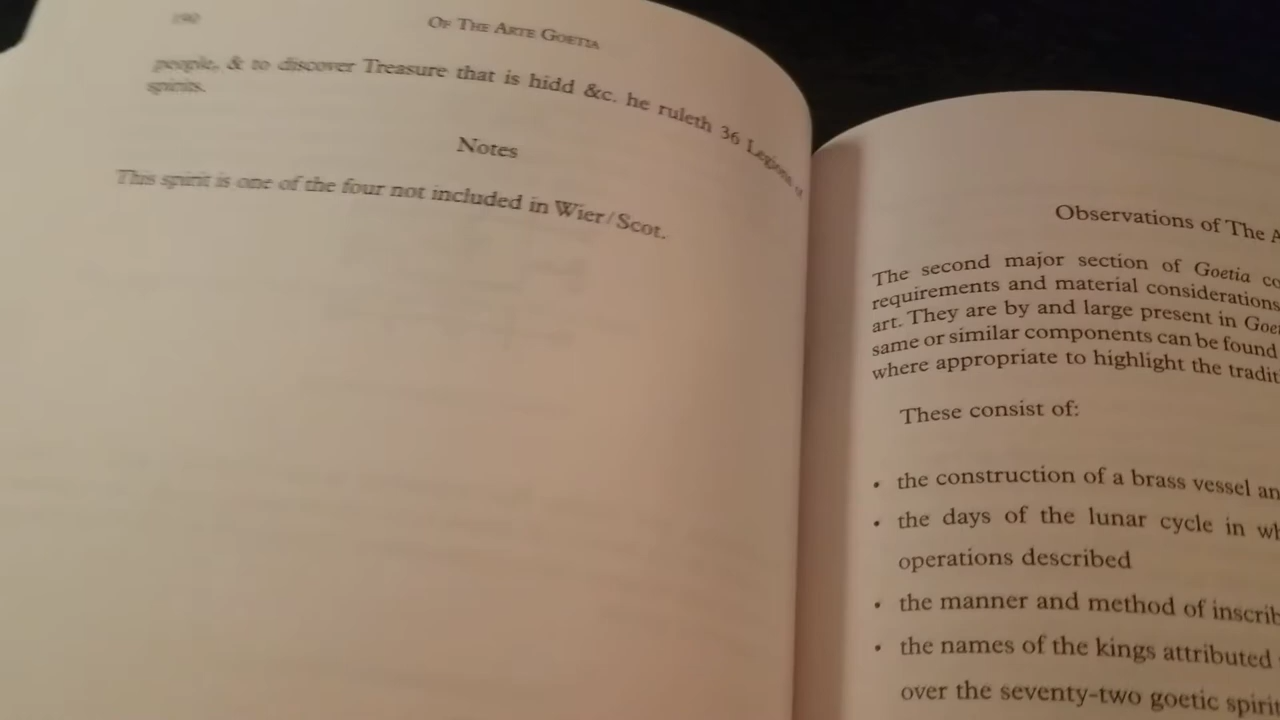 190
OF THE ARTE GOETIA
people, & to discover Treasure that is hidd &c. he ruleth 36 Legions
spirits.
Notes
This spirit is one of the four not included in Wier/Scot.
Observations of The
The second major section of Goetia
requirements and material considerations
art. They are by and large present in
same or similar components can be found
where appropriate to highlight the
These consist of:
• the construction of a brass vessel
• the days of the lunar cycle in
operations described
• the manner and method of
• the names of the kings attributed
over the seventy-two goetic